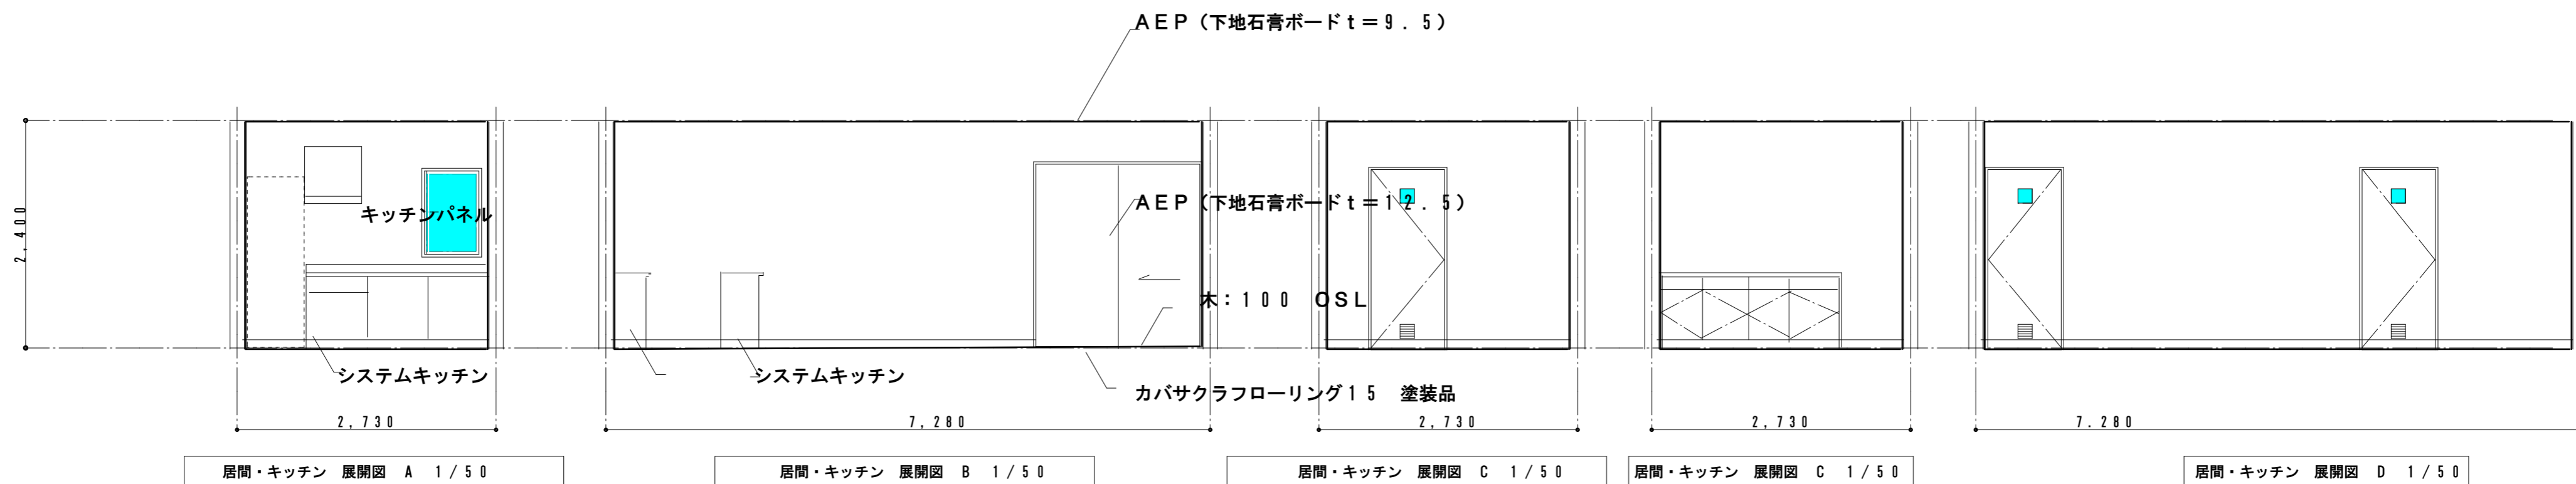 ＡＥＰ（下地石膏ボードｔ＝９．５）
２,４００
キッチンパネル
ＡＥＰ（下地石膏ボードｔ＝１２．５）
木：１００　ＯＳＬ
システムキッチン
システムキッチン
カバサクラフローリング１５　塗装品
２,７３０
７,２８０
２,７３０
２,７３０
７.２８０
居間・キッチン　展開図　Ａ　１／５０
居間・キッチン　展開図　Ｂ　１／５０
居間・キッチン　展開図　Ｃ　１／５０
居間・キッチン　展開図　Ｃ　１／５０
居間・キッチン　展開図　Ｄ　１／５０